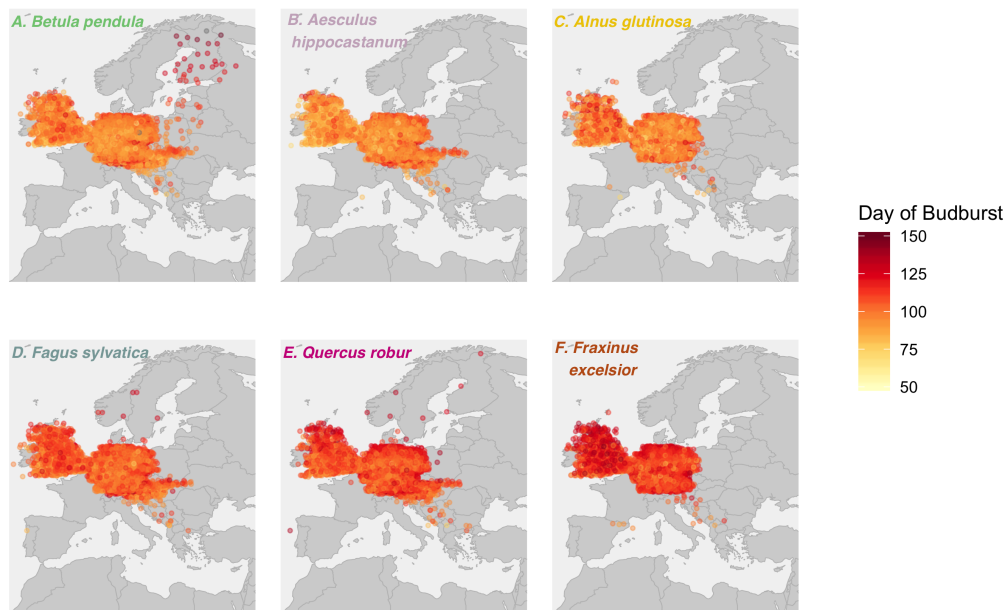 A. Betula pendula
B. Aesculus
hippocastanum
C. Alnus glutinosa
Day of Budburst
150
125
100
75
50
D. Fagus sylvatica
E. Quercus robur
F. Fraxinus
excelsior